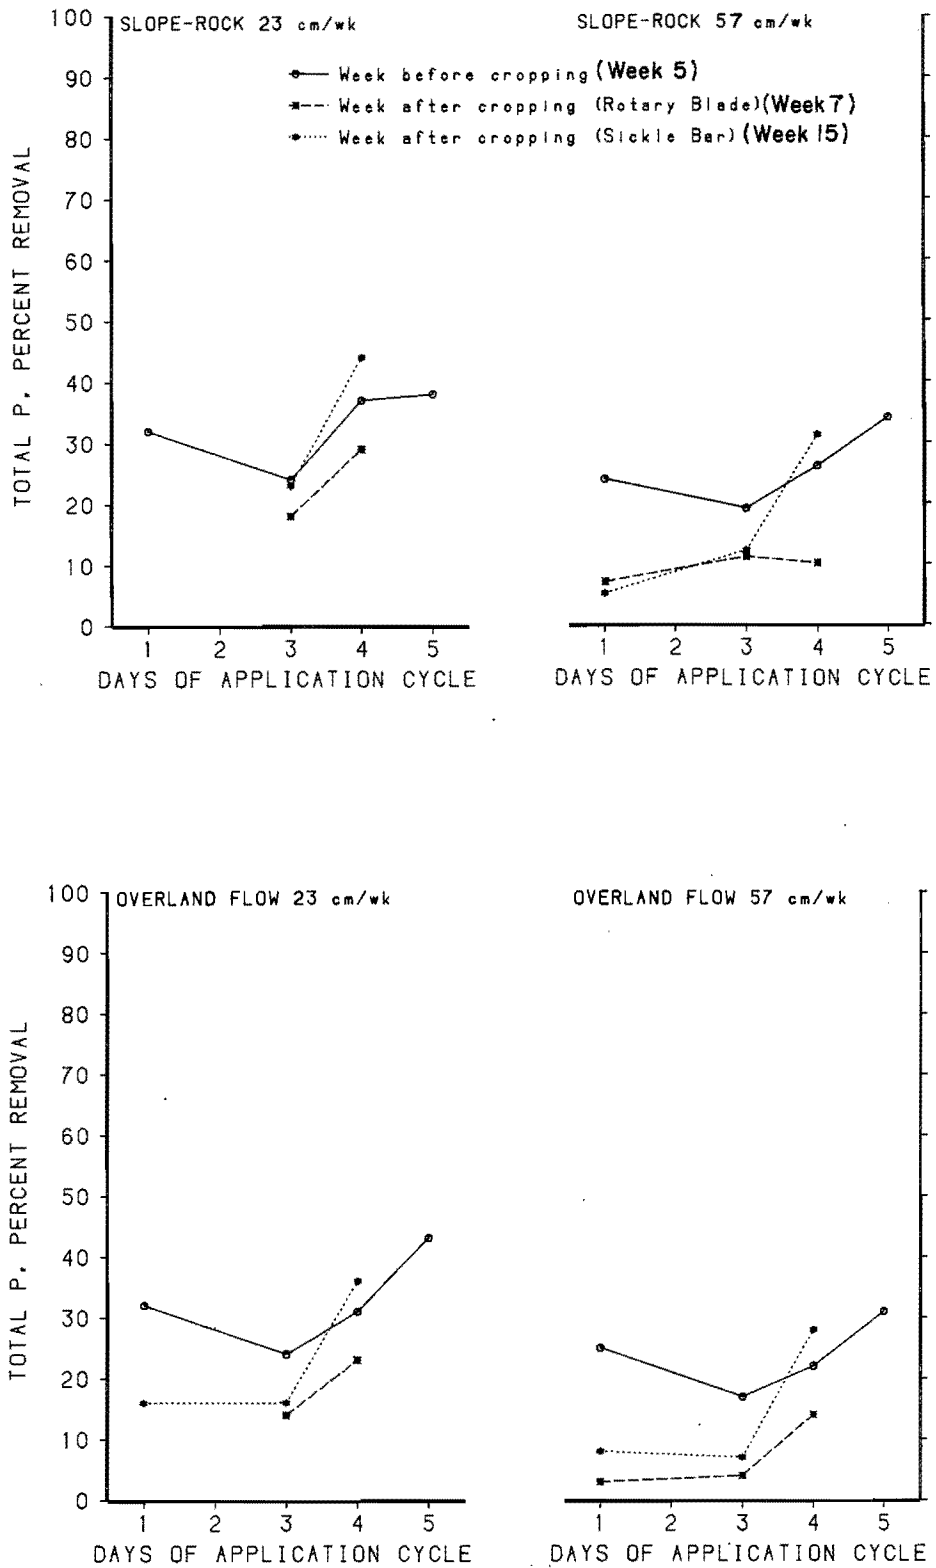 SLOPE-ROCK 23 cm/wk
SLOPE-ROCK 57 cm/wk
Week before cropping (Week 5)
Week after cropping (Rotary Blade)(Week 7)
Week after cropping (Sickle Bar) (Week 15)
TOTAL P, PERCENT REMOVAL
100
90
80
70
60
50
40
30
20
10
0
1 2 3 4 5
1 2 3 4 5
DAYS OF APPLICATION CYCLE
DAYS OF APPLICATION CYCLE
OVERLAND FLOW 23 cm/wk
OVERLAND FLOW 57 cm/wk
TOTAL P, PERCENT REMOVAL
100
90
80
70
60
50
40
30
20
10
0
1 2 3 4 5
1 2 3 4 5
DAYS OF APPLICATION CYCLE
DAYS OF APPLICATION CYCLE